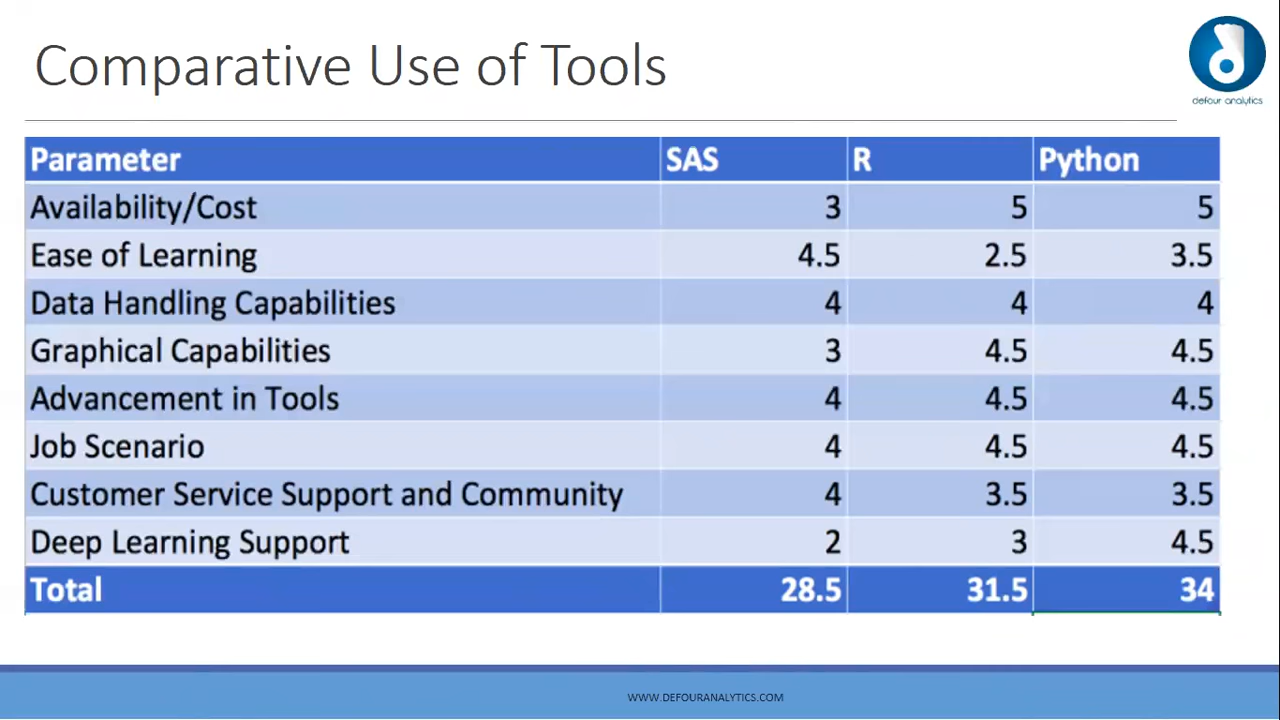 Comparative Use of Tools
defour analytics
Parameter SAS R Python
Availability/Cost 3 5 5
Ease of Learning 4.5 2.5 3.5
Data Handling Capabilities 4 4 4
Graphical Capabilities 3 4.5 4.5
Advancement in Tools 4 4.5 4.5
Job Scenario 4 4.5 4.5
Customer Service Support and Community 4 3.5 3.5
Deep Learning Support 2 3 4.5
Total 28.5 31.5 34
WWW.DEFOURANALYTICS.COM